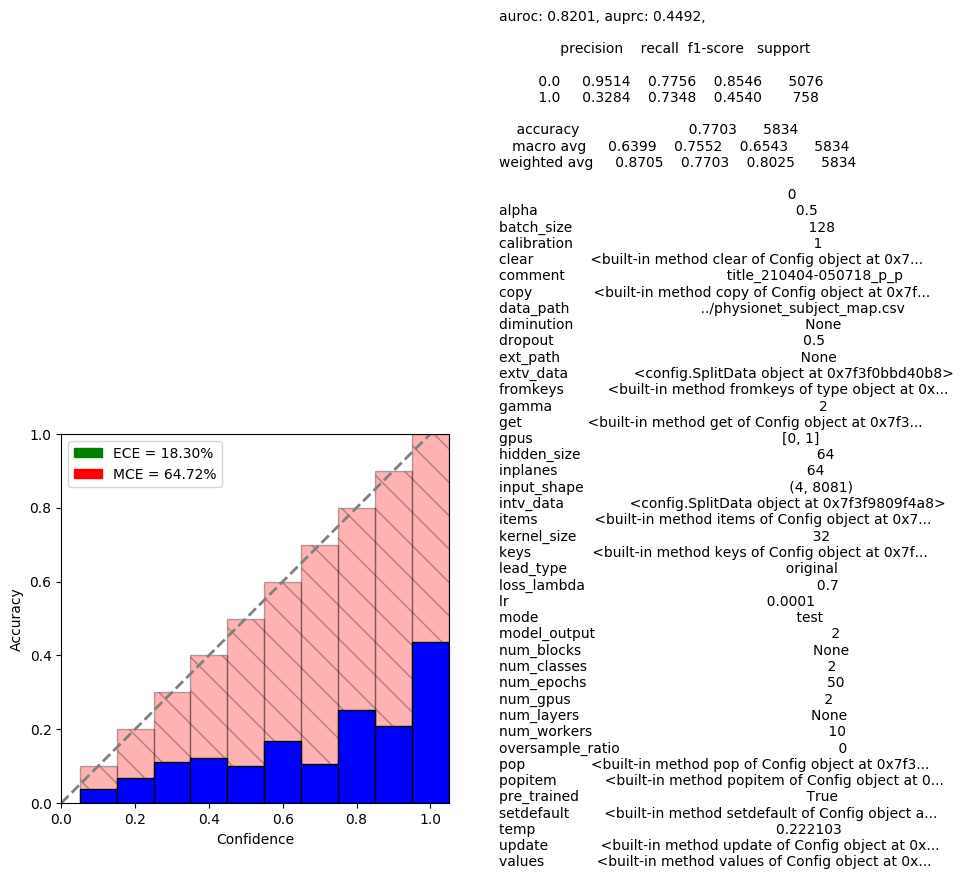 auroc: 0.8201, auprc: 0.4492,
precision recall f1-score support
0.0 0.9514 0.7756 0.8546 5076
1.0 0.3284 0.7348 0.4540 758
accuracy 0.7703 5834
macro avg 0.6399 0.7552 0.6543 5834
weighted avg 0.8705 0.7703 0.8025 5834
0
alpha 0.5
batch_size 128
calibration 1
clear <built-in method clear of Config object at 0x7...
comment title_210404-050718_p_p
copy <built-in method copy of Config object at 0x7f...
data_path ../physionet_subject_map.csv
diminution None
dropout 0.5
ext_path None
extv_data <config.SplitData object at 0x7f3f0bbd40b8>
fromkeys <built-in method fromkeys of type object at 0x...
gamma 2
get <built-in method get of Config object at 0x7f3...
gpus [0, 1]
hidden_size 64
inplanes 64
input_shape (4, 8081)
intv_data <config.SplitData object at 0x7f3f9809f4a8>
items <built-in method items of Config object at 0x7...
kernel_size 32
keys <built-in method keys of Config object at 0x7f...
lead_type original
loss_lambda 0.7
lr 0.0001
mode test
model_output 2
num_blocks None
num_classes 2
num_epochs 50
num_gpus 2
num_layers None
num_workers 10
oversample_ratio 0
pop <built-in method pop of Config object at 0x7f3...
popitem <built-in method popitem of Config object at 0...
pre_trained True
setdefault <built-in method setdefault of Config object a...
temp 0.222103
update <built-in method update of Config object at 0x...
values <built-in method values of Config object at 0x...
ECE = 18.30%
MCE = 64.72%
1.0
0.8
0.6
0.4
0.2
0.0
Accuracy
0.0 0.2 0.4 0.6 0.8 1.0
Confidence